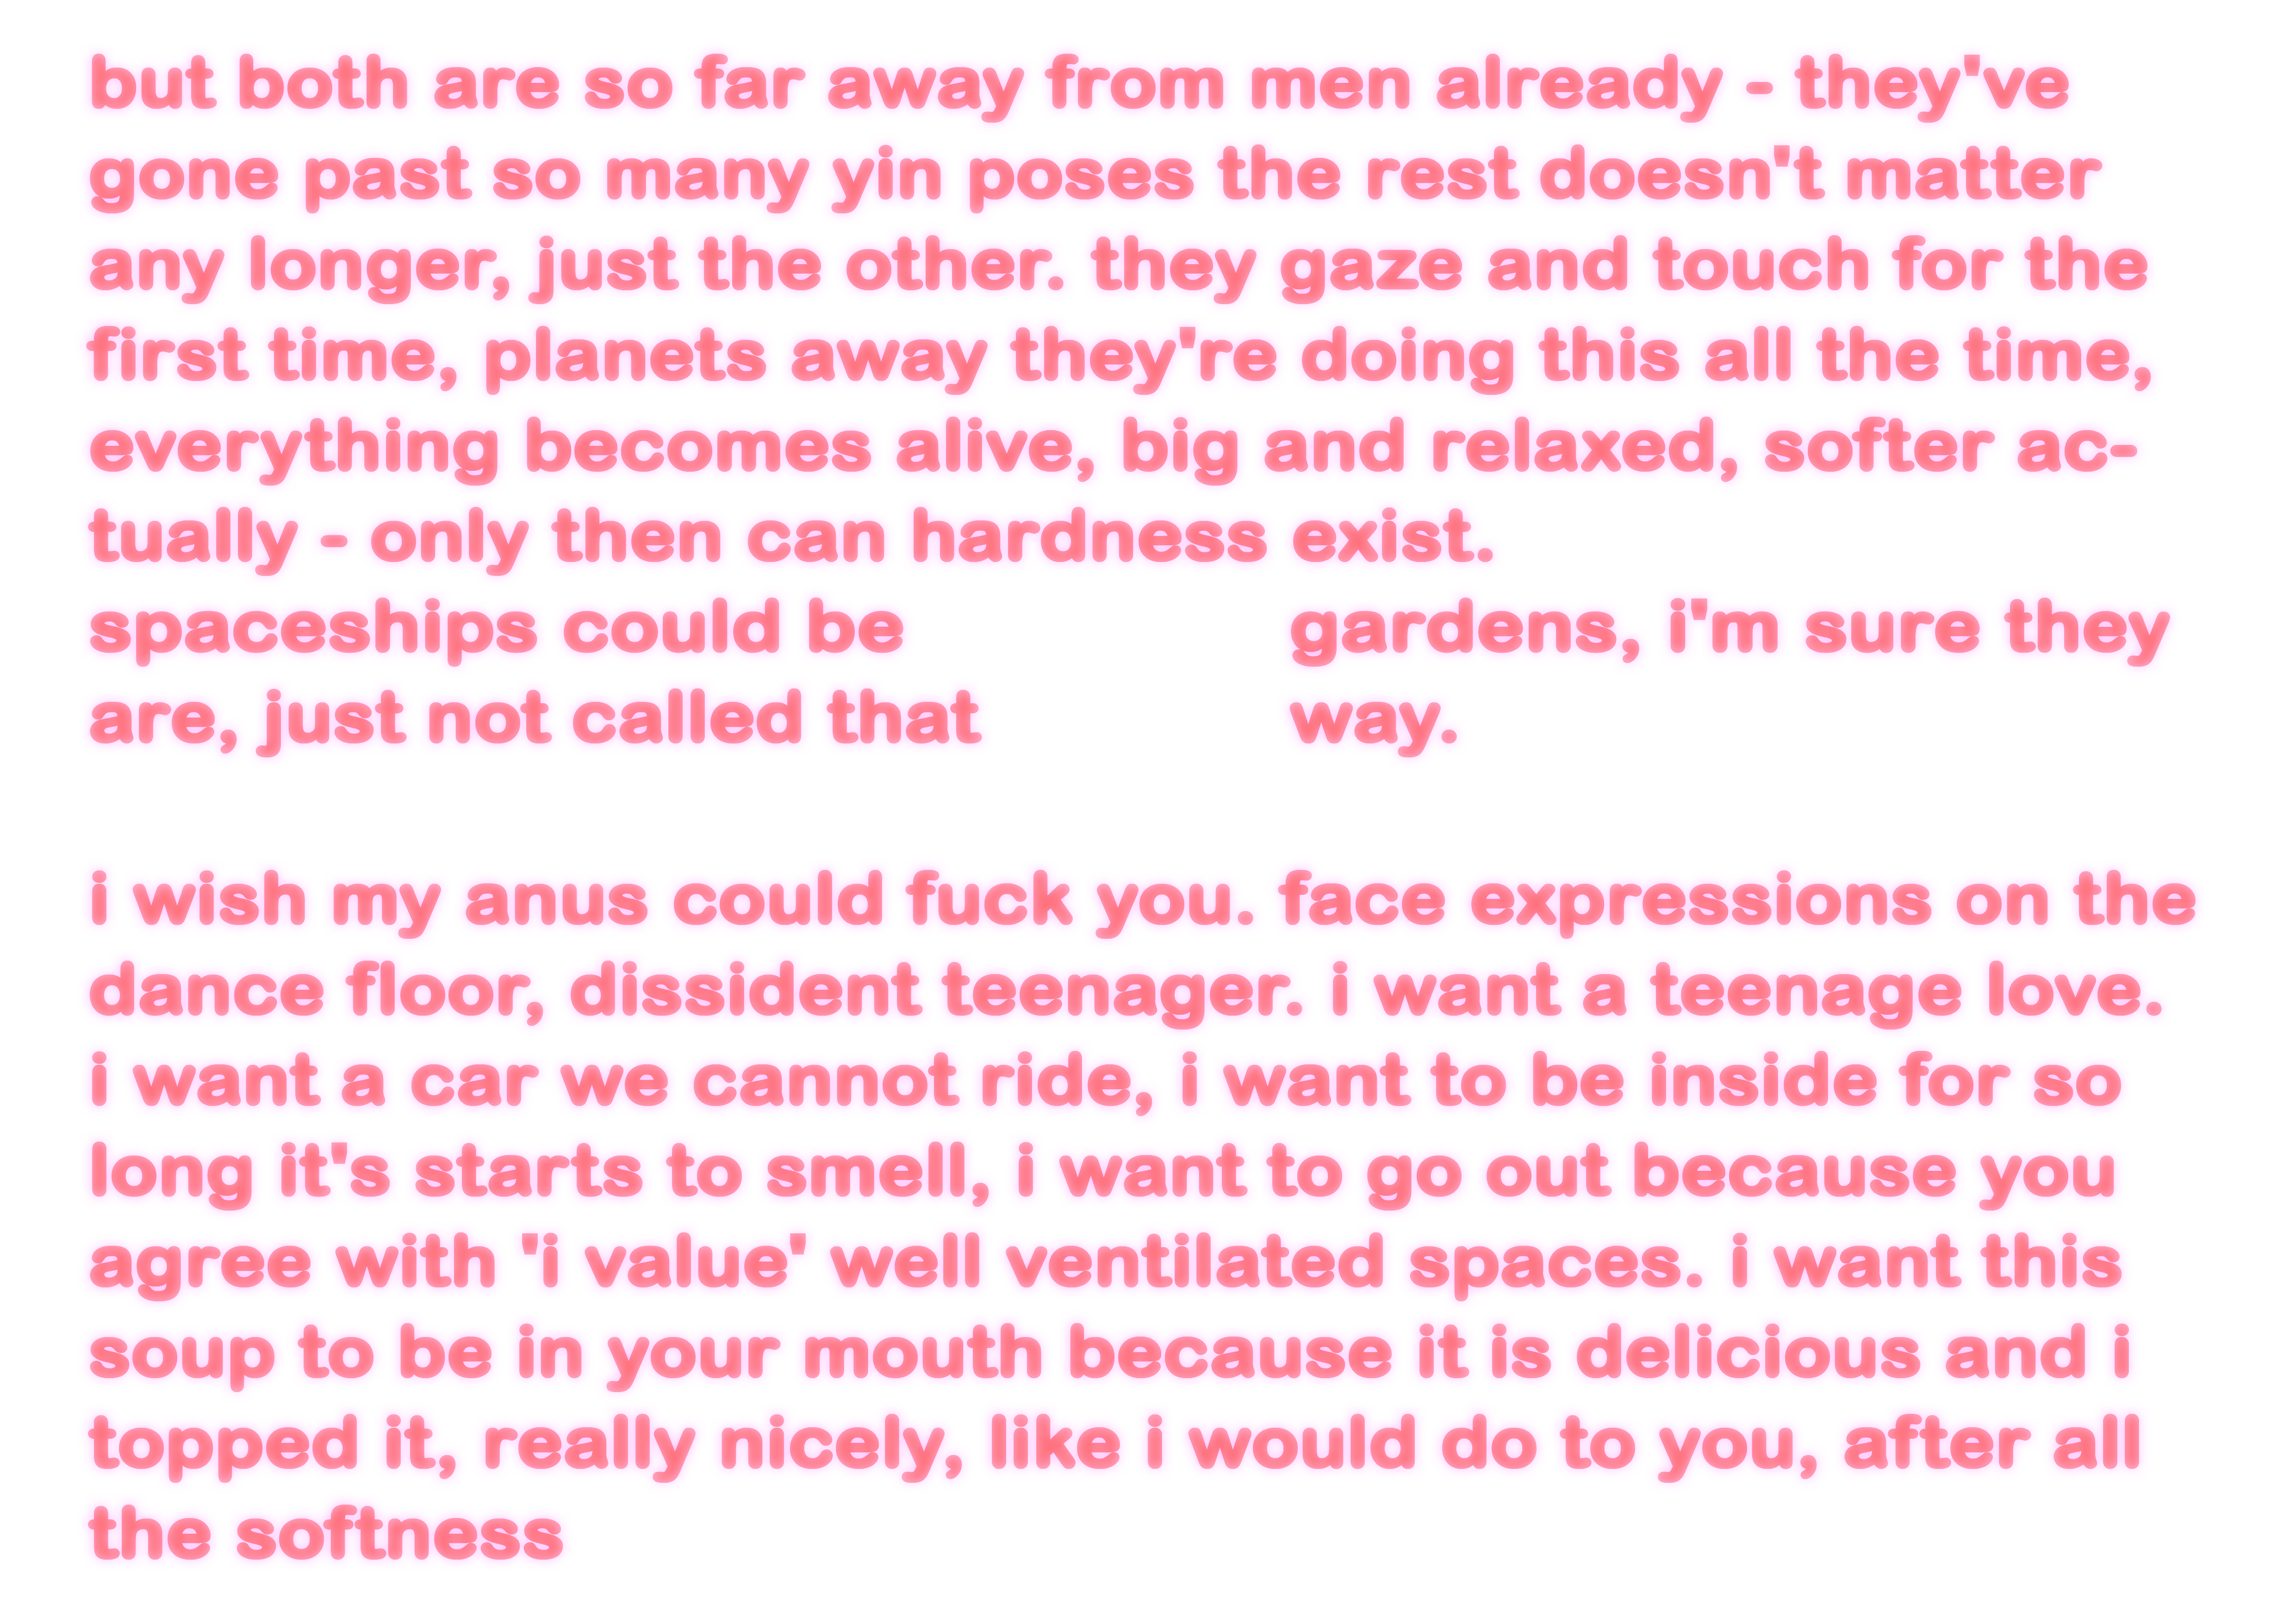 but both are so far away from men already - they've
gone past so many yin poses the rest doesn't matter
any longer, just the other. they gaze and touch for the
first time, planets away they're doing this all the time,
everything becomes alive, big and relaxed, softer ac-
tually - only then can hardness exist.
spaceships could be gardens, i'm sure they
are, just not called that way.
i wish my anus could fuck you. face expressions on the
dance floor, dissident teenager. i want a teenage love.
i want a car we cannot ride, i want to be inside for so
long it's starts to smell, i want to go out because you
agree with 'i value' well ventilated spaces. i want this
soup to be in your mouth because it is delicious and i
topped it, really nicely, like i would do to you, after all
the softness